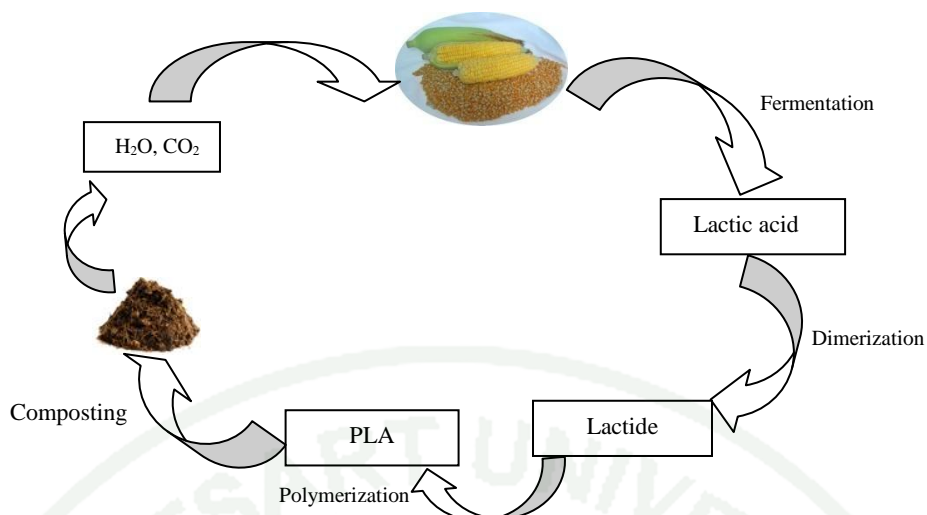 Fermentation
H₂O, CO₂
Lactic acid
Dimerization
Lactide
PLA
Polymerization
Composting